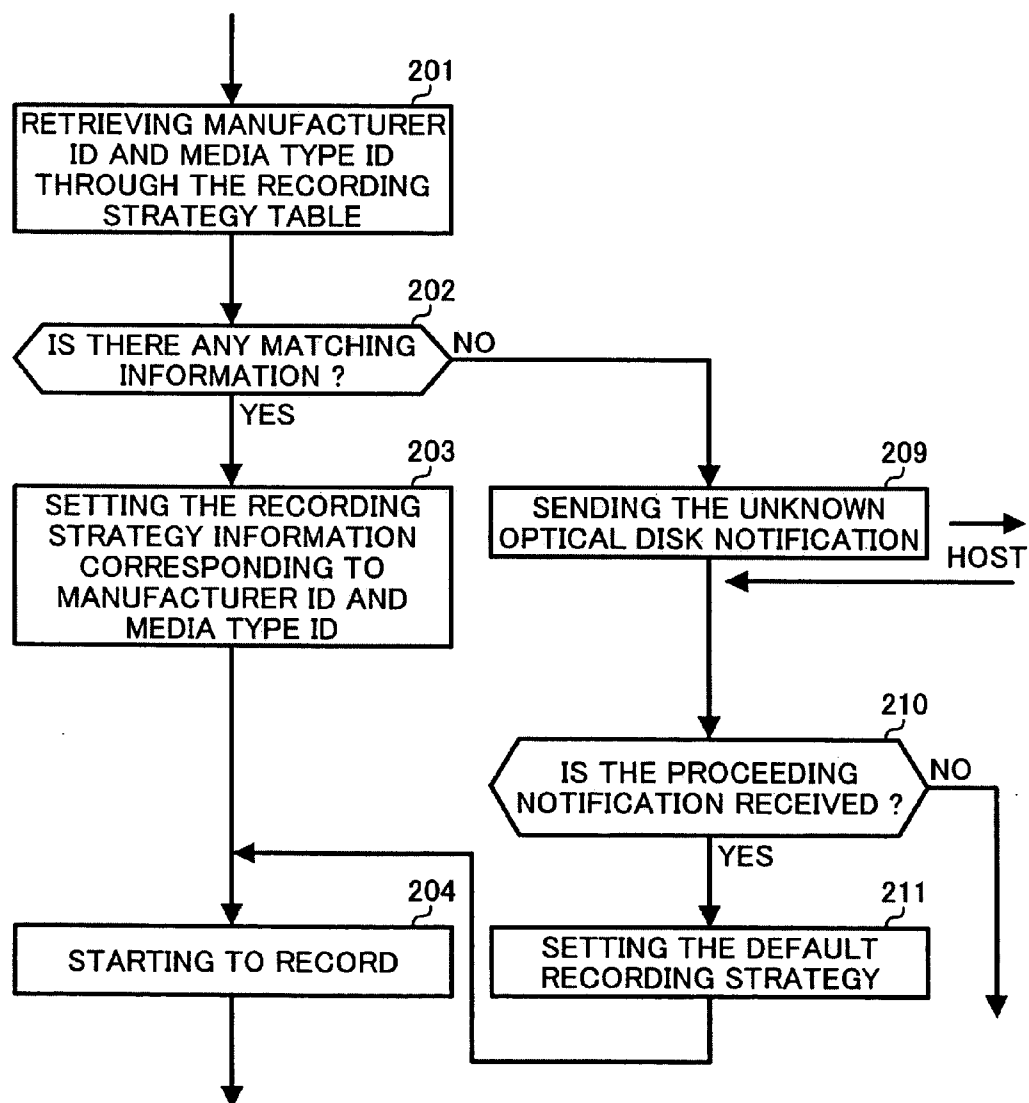 201
RETRIEVING MANUFACTURER
ID AND MEDIA TYPE ID
THROUGH THE RECORDING
STRATEGY TABLE
202
IS THERE ANY MATCHING
INFORMATION ?
NO
YES
203
SETTING THE RECORDING
STRATEGY INFORMATION
CORRESPONDING TO
MANUFACTURER ID AND
MEDIA TYPE ID
209
SENDING THE UNKNOWN
OPTICAL DISK NOTIFICATION
HOST
210
IS THE PROCEEDING
NOTIFICATION RECEIVED ?
NO
YES
211
SETTING THE DEFAULT
RECORDING STRATEGY
204
STARTING TO RECORD